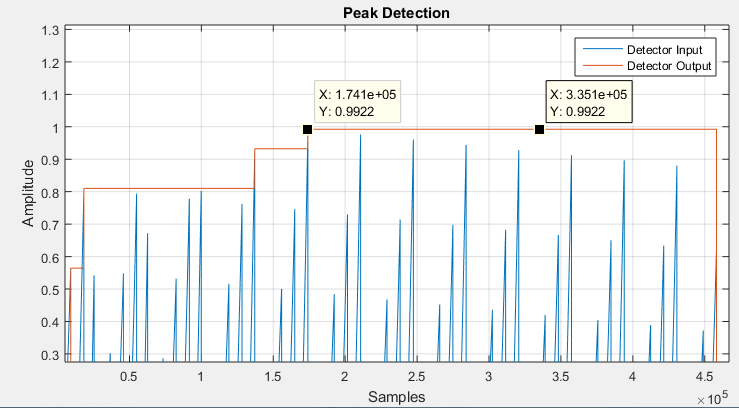 Peak Detection
1.3
1.2
1.1
1
0.9
0.8
0.7
0.6
0.5
0.4
0.3
Amplitude
Detector Input
Detector Output
X: 1.741e+05
Y: 0.9922
X: 3.351e+05
Y: 0.9922
0.5 1 1.5 2 2.5 3 3.5 4 4.5
Samples
×10^5